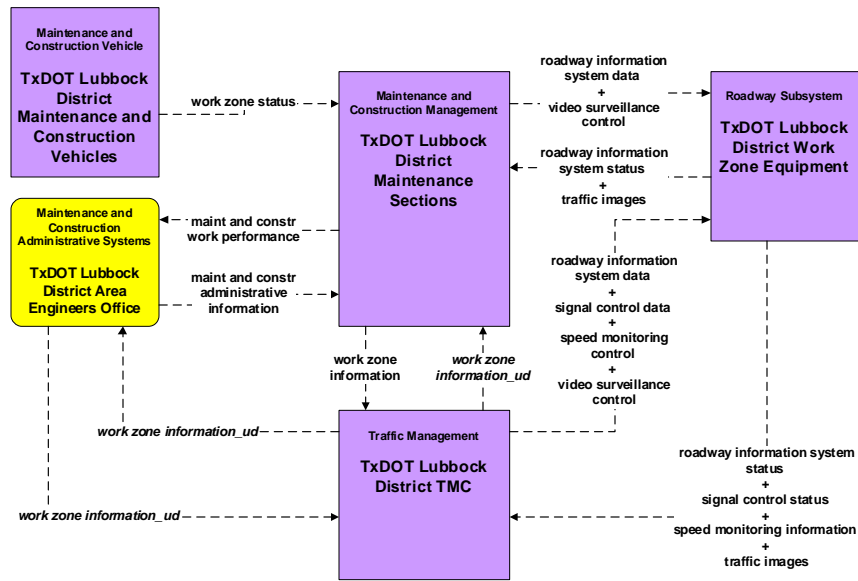 Maintenance and
Construction Vehicle
TxDOT Lubbock
District
Maintenance and
Construction
Vehicles
work zone status
Maintenance and
Construction Management
TxDOT Lubbock
District
Maintenance
Sections
roadway information
system data
+
video surveillance
control
Roadway Subsystem
TxDOT Lubbock
District Work
Zone Equipment
roadway information
system status
+
traffic images
Maintenance and
Construction
Administrative Systems
TxDOT Lubbock
District Area
Engineers Office
maint and constr
work performance
maint and constr
administrative
information
roadway information
system data
+
signal control data
+
speed monitoring
control
+
video surveillance
control
work zone
information
work zone
information_ud
work zone information_ud
Traffic Management
TxDOT Lubbock
District TMC
work zone information_ud
roadway information system
status
+
signal control status
+
speed monitoring information
+
traffic images